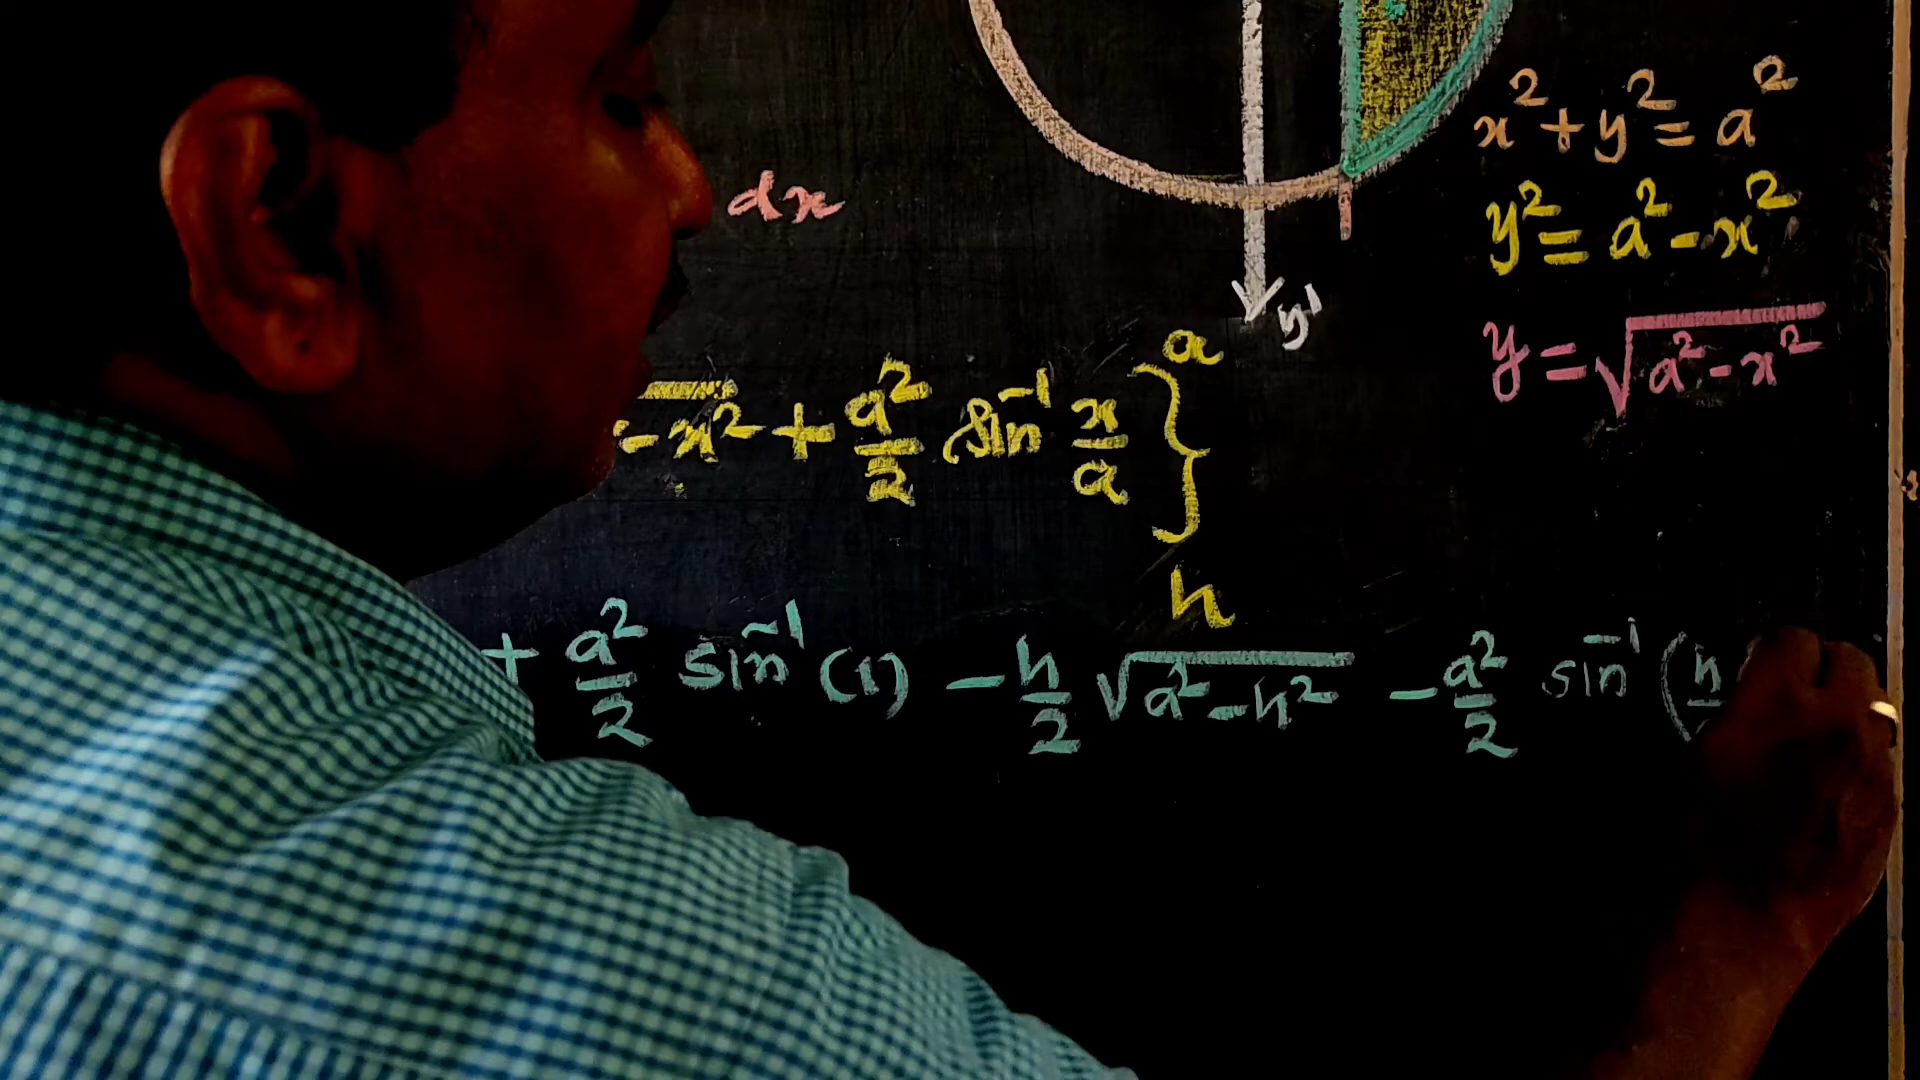 x²+y²=a²
dx
y²=a²-x²
y'
y=√a²-x²
-x²+a²/2 sin⁻¹ x/a}ₕᵃ
+ a²/2 sin⁻¹(1) - h/2 √a²-h² - a²/2 sin⁻¹(h